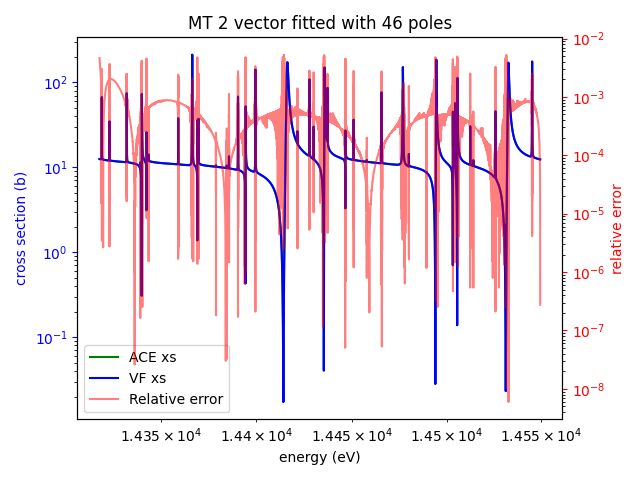 MT 2 vector fitted with 46 poles
10²
10¹
10⁰
10⁻¹
cross section (b)
10⁻²
10⁻³
10⁻⁴
10⁻⁵
10⁻⁶
10⁻⁷
10⁻⁸
relative error
ACE xs
VF xs
Relative error
1.435 × 10⁴ 1.44 × 10⁴ 1.445 × 10⁴ 1.45 × 10⁴ 1.455 × 10⁴
energy (eV)